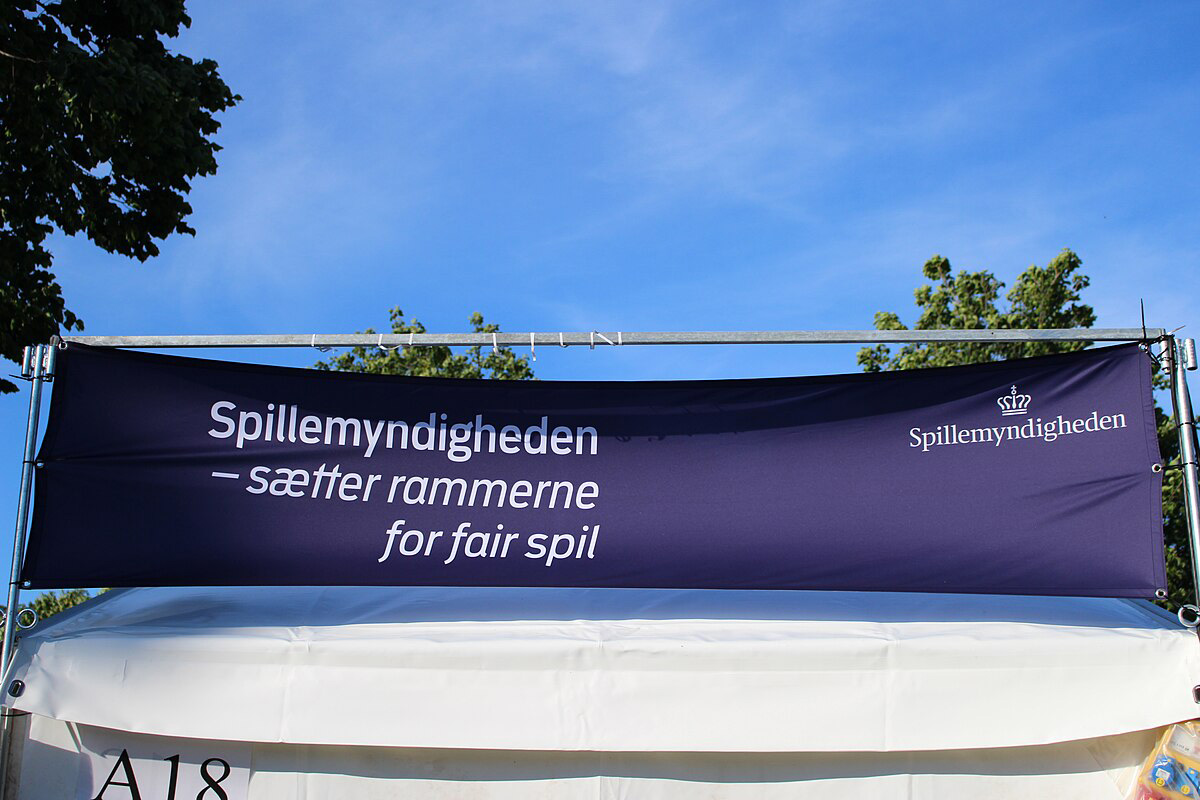 Spillemyndigheden
– sætter rammerne
for fair spil
Spillemyndigheden
A18